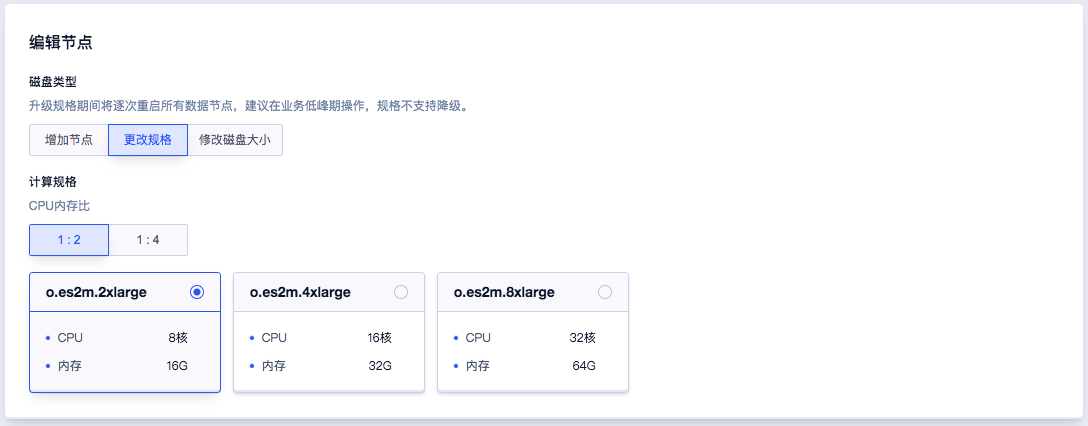 编辑节点
磁盘类型
升级规格期间将逐次重启所有数据节点，建议在业务低峰期操作，规格不支持降级。
增加节点 更改规格 修改磁盘大小
计算规格
CPU内存比
1 : 2 1 : 4
o.es2m.2xlarge o.es2m.4xlarge o.es2m.8xlarge
CPU 8核 CPU 16核 CPU 32核
内存 16G 内存 32G 内存 64G